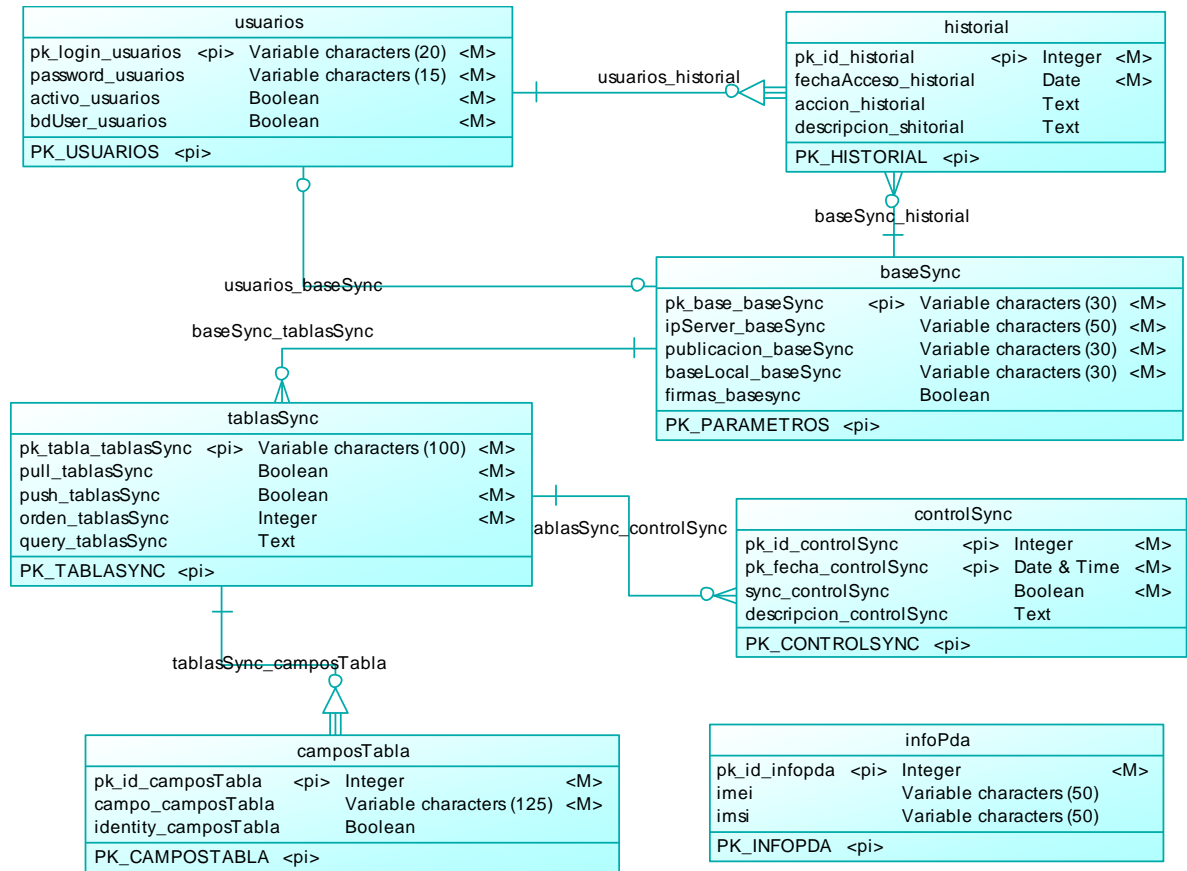 usuarios
pk_login_usuarios <pi> Variable characters (20) <M>
password_usuarios Variable characters (15) <M>
activo_usuarios Boolean <M>
bdUser_usuarios Boolean <M>
PK_USUARIOS <pi>
usuarios_historial
historial
pk_id_historial <pi> Integer <M>
fechaAcceso_historial Date <M>
accion_historial Text
descripcion_shitorial Text
PK_HISTORIAL <pi>
baseSync_historial
usuarios_baseSync
baseSync
pk_base_baseSync <pi> Variable characters (30) <M>
ipServer_baseSync Variable characters (50) <M>
publicacion_baseSync Variable characters (30) <M>
baseLocal_baseSync Variable characters (30) <M>
firmas_basesync Boolean
PK_PARAMETROS <pi>
baseSync_tablasSync
tablasSync
pk_tabla_tablasSync <pi> Variable characters (100) <M>
pull_tablasSync Boolean <M>
push_tablasSync Boolean <M>
orden_tablasSync Integer <M>
query_tablasSync Text
PK_TABLASYNC <pi>
tablasSync_controlSync
controlSync
pk_id_controlSync <pi> Integer <M>
pk_fecha_controlSync <pi> Date & Time <M>
sync_controlSync Boolean <M>
descripcion_controlSync Text
PK_CONTROLSYNC <pi>
tablasSync_camposTabla
camposTabla
pk_id_camposTabla <pi> Integer <M>
campo_camposTabla Variable characters (125) <M>
identity_camposTabla Boolean
PK_CAMPOSTABLA <pi>
infoPda
pk_id_infopda <pi> Integer <M>
imei Variable characters (50)
imsi Variable characters (50)
PK_INFOPDA <pi>